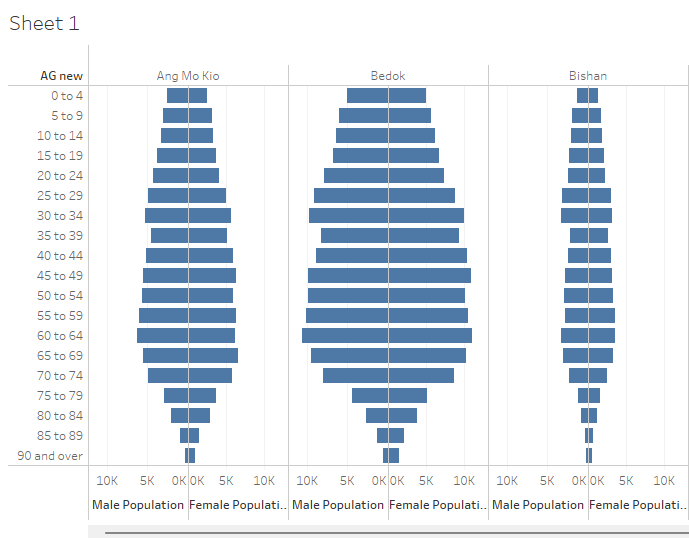 Sheet 1
AG new Ang Mo Kio Bedok Bishan
0 to 4
5 to 9
10 to 14
15 to 19
20 to 24
25 to 29
30 to 34
35 to 39
40 to 44
45 to 49
50 to 54
55 to 59
60 to 64
65 to 69
70 to 74
75 to 79
80 to 84
85 to 89
90 and over
10K 5K 0K 0K 5K 10K 10K 5K 0K 0K 5K 10K 10K 5K 0K 0K 5K 10K
Male Population Female Populati.. Male Population Female Populati.. Male Population Female Populati..